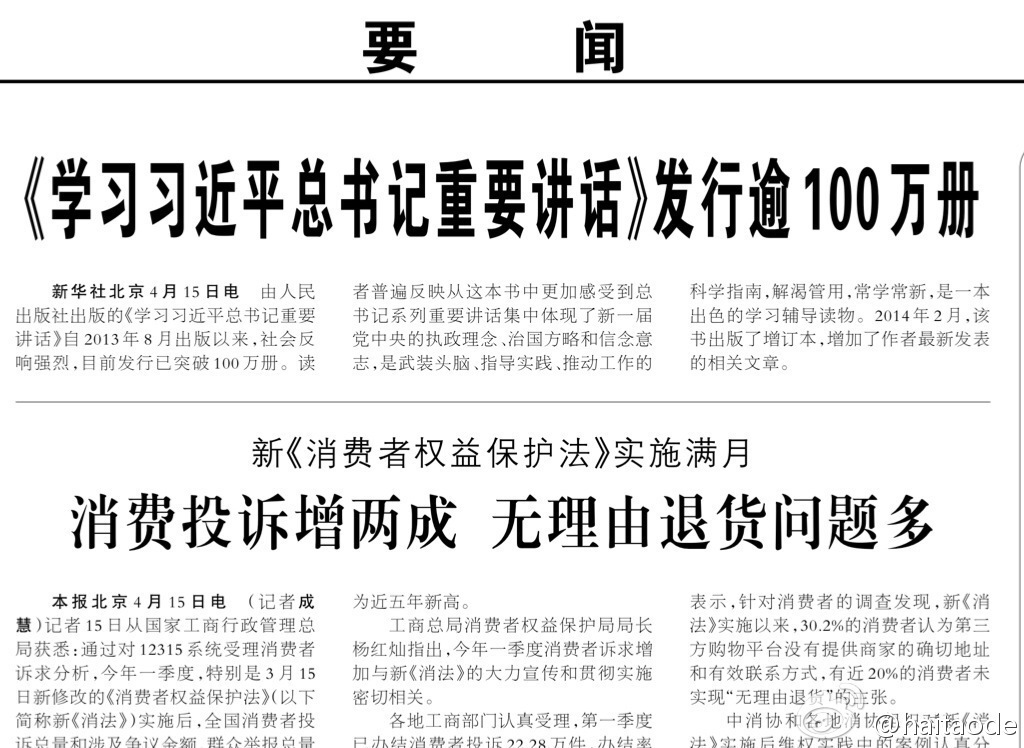 要 闻
《学习习近平总书记重要讲话》发行逾100万册
新华社北京4月15日电 由人民
出版社出版的《学习习近平总书记重要
讲话》自2013年8月出版以来,社会反
响强烈,目前发行已突破100万册。读
者普遍反映从这本书中更加感受到总
书记系列重要讲话集中体现了新一届
党中央的执政理念、治国方略和信念意
志,是武装头脑、指导实践、推动工作的
科学指南,解渴管用,常学常新,是一本
出色的学习辅导读物。2014年2月,该
书出版了增订本,增加了作者最新发表
的相关文章。
新《消费者权益保护法》实施满月
消费投诉增两成 无理由退货问题多
本报北京4月15日电 (记者成
慧)记者15日从国家工商行政管理总
局获悉:通过对12315系统受理消费者
诉求分析,今年一季度,特别是3月15
日新修改的《消费者权益保护法》(以下
简称新《消法》)实施后,全国消费者投
诉总量和涉及争议金额、群众举报总量
为近五年新高。
工商总局消费者权益保护局局长
杨红灿指出,今年一季度消费者诉求增
加与新《消法》的大力宣传和贯彻实施
密切相关。
各地工商部门认真受理,第一季度
已办结消费者投诉22.28万件,办结率
表示,针对消费者的调查发现,新《消
法》实施以来,30.2%的消费者认为第三
方购物平台没有提供商家的确切地址
和有效联系方式,有近20%的消费者未
实现“无理由退货”的主张。
中消协和各地消协组织将新《消
法》实施后维权实践中的案例认真分
@haitaode